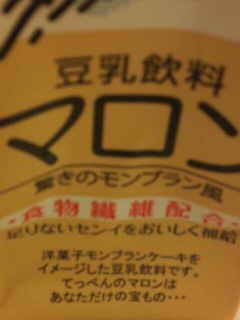 豆乳飲料
マロン
驚きのモンブラン風
食物繊維配合
足りないセンイをおいしく補給
洋菓子モンブランケーキを
イメージした豆乳飲料です。
てっぺんのマロンは
あなただけの宝もの・・・